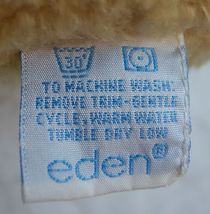 30°
TO MACHINE WASH:
REMOVE TRIM-GENTLE
CYCLE, WARM WATER
TUMBLE DRY LOW
eden®